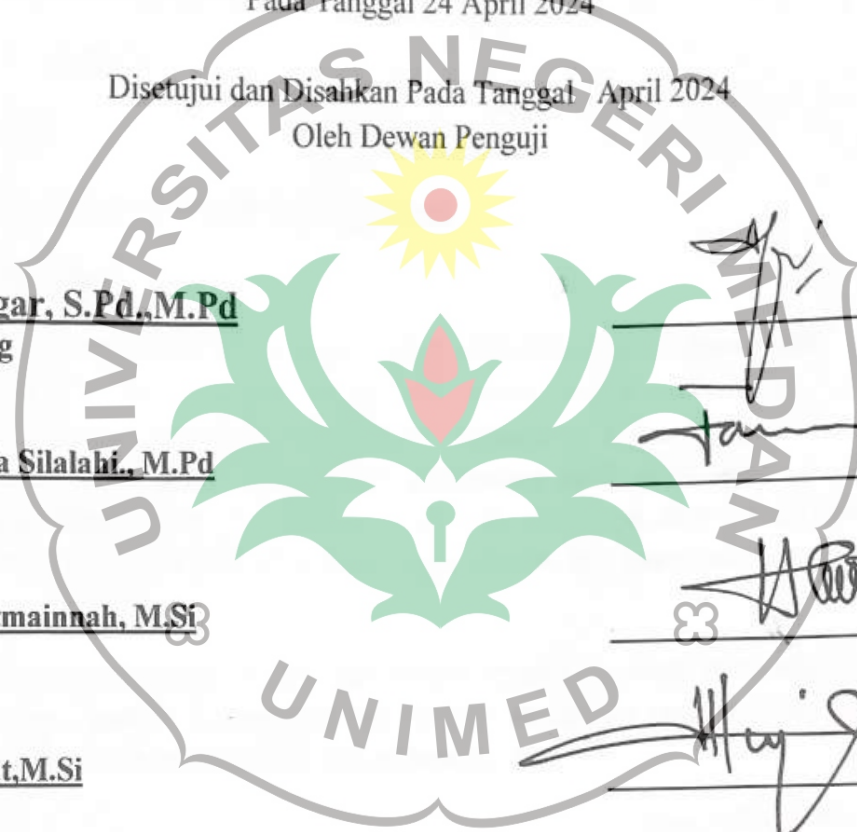 Pada Tanggal 24 April 2024
Disetujui dan Disahkan Pada Tanggal April 2024
Oleh Dewan Penguji
UNIVERSITAS NEGERI MEDAN
gar, S.Pd.,M.Pd
g
a Silalahi., M.Pd
mainnah, M.Si
UNIMED
t,M.Si